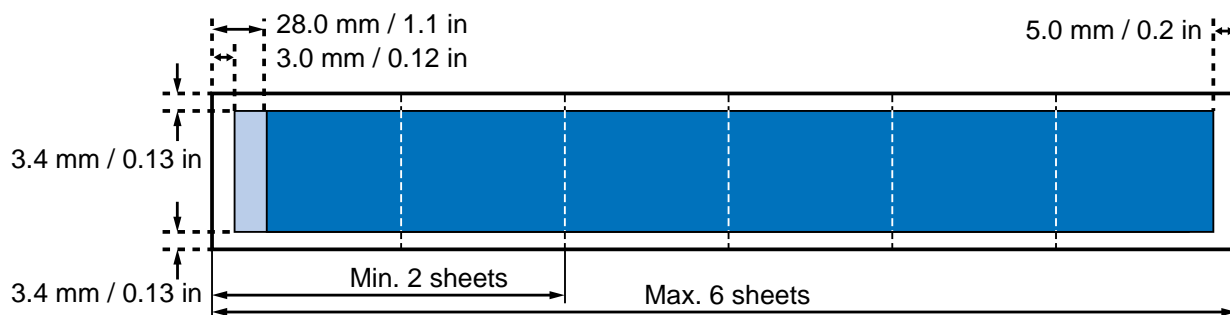 28.0 mm / 1.1 in
5.0 mm / 0.2 in
3.0 mm / 0.12 in
3.4 mm / 0.13 in
3.4 mm / 0.13 in
Min. 2 sheets
Max. 6 sheets